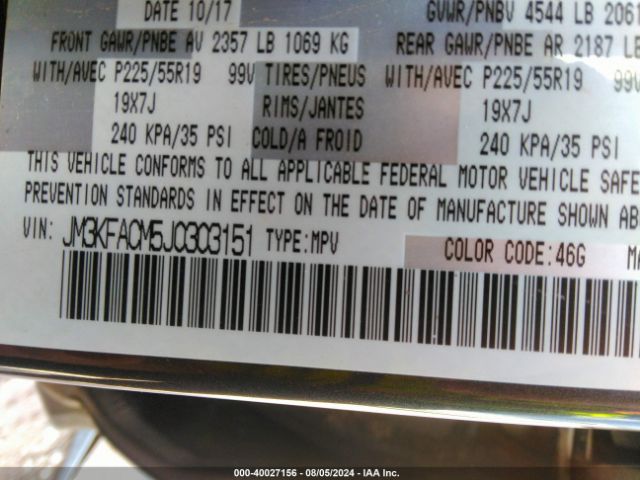 DATE 10/17 GVWR/PNBV 4544 LB 206
FRONT GAWR/PNBE AV 2357 LB 1069 KG REAR GAWR/PNBE AR 2187 LB
WITH/AVEC P225/55R19 99V TIRES/PNEUS WITH/AVEC P225/55R19 99V
19X7J RIMS/JANTES 19X7J
240 KPA/35 PSI COLD/A FROID 240 KPA/35 PSI
THIS VEHICLE CONFORMS TO ALL APPLICABLE FEDERAL MOTOR VEHICLE SAFE
PREVENTION STANDARDS IN EFFECT ON THE DATE OF MANUFACTURE SHOWN AB
VIN: JM3KFACM5J0303151 TYPE:MPV COLOR CODE:46G MA
000-40027156 - 08/05/2024 - IAA Inc.